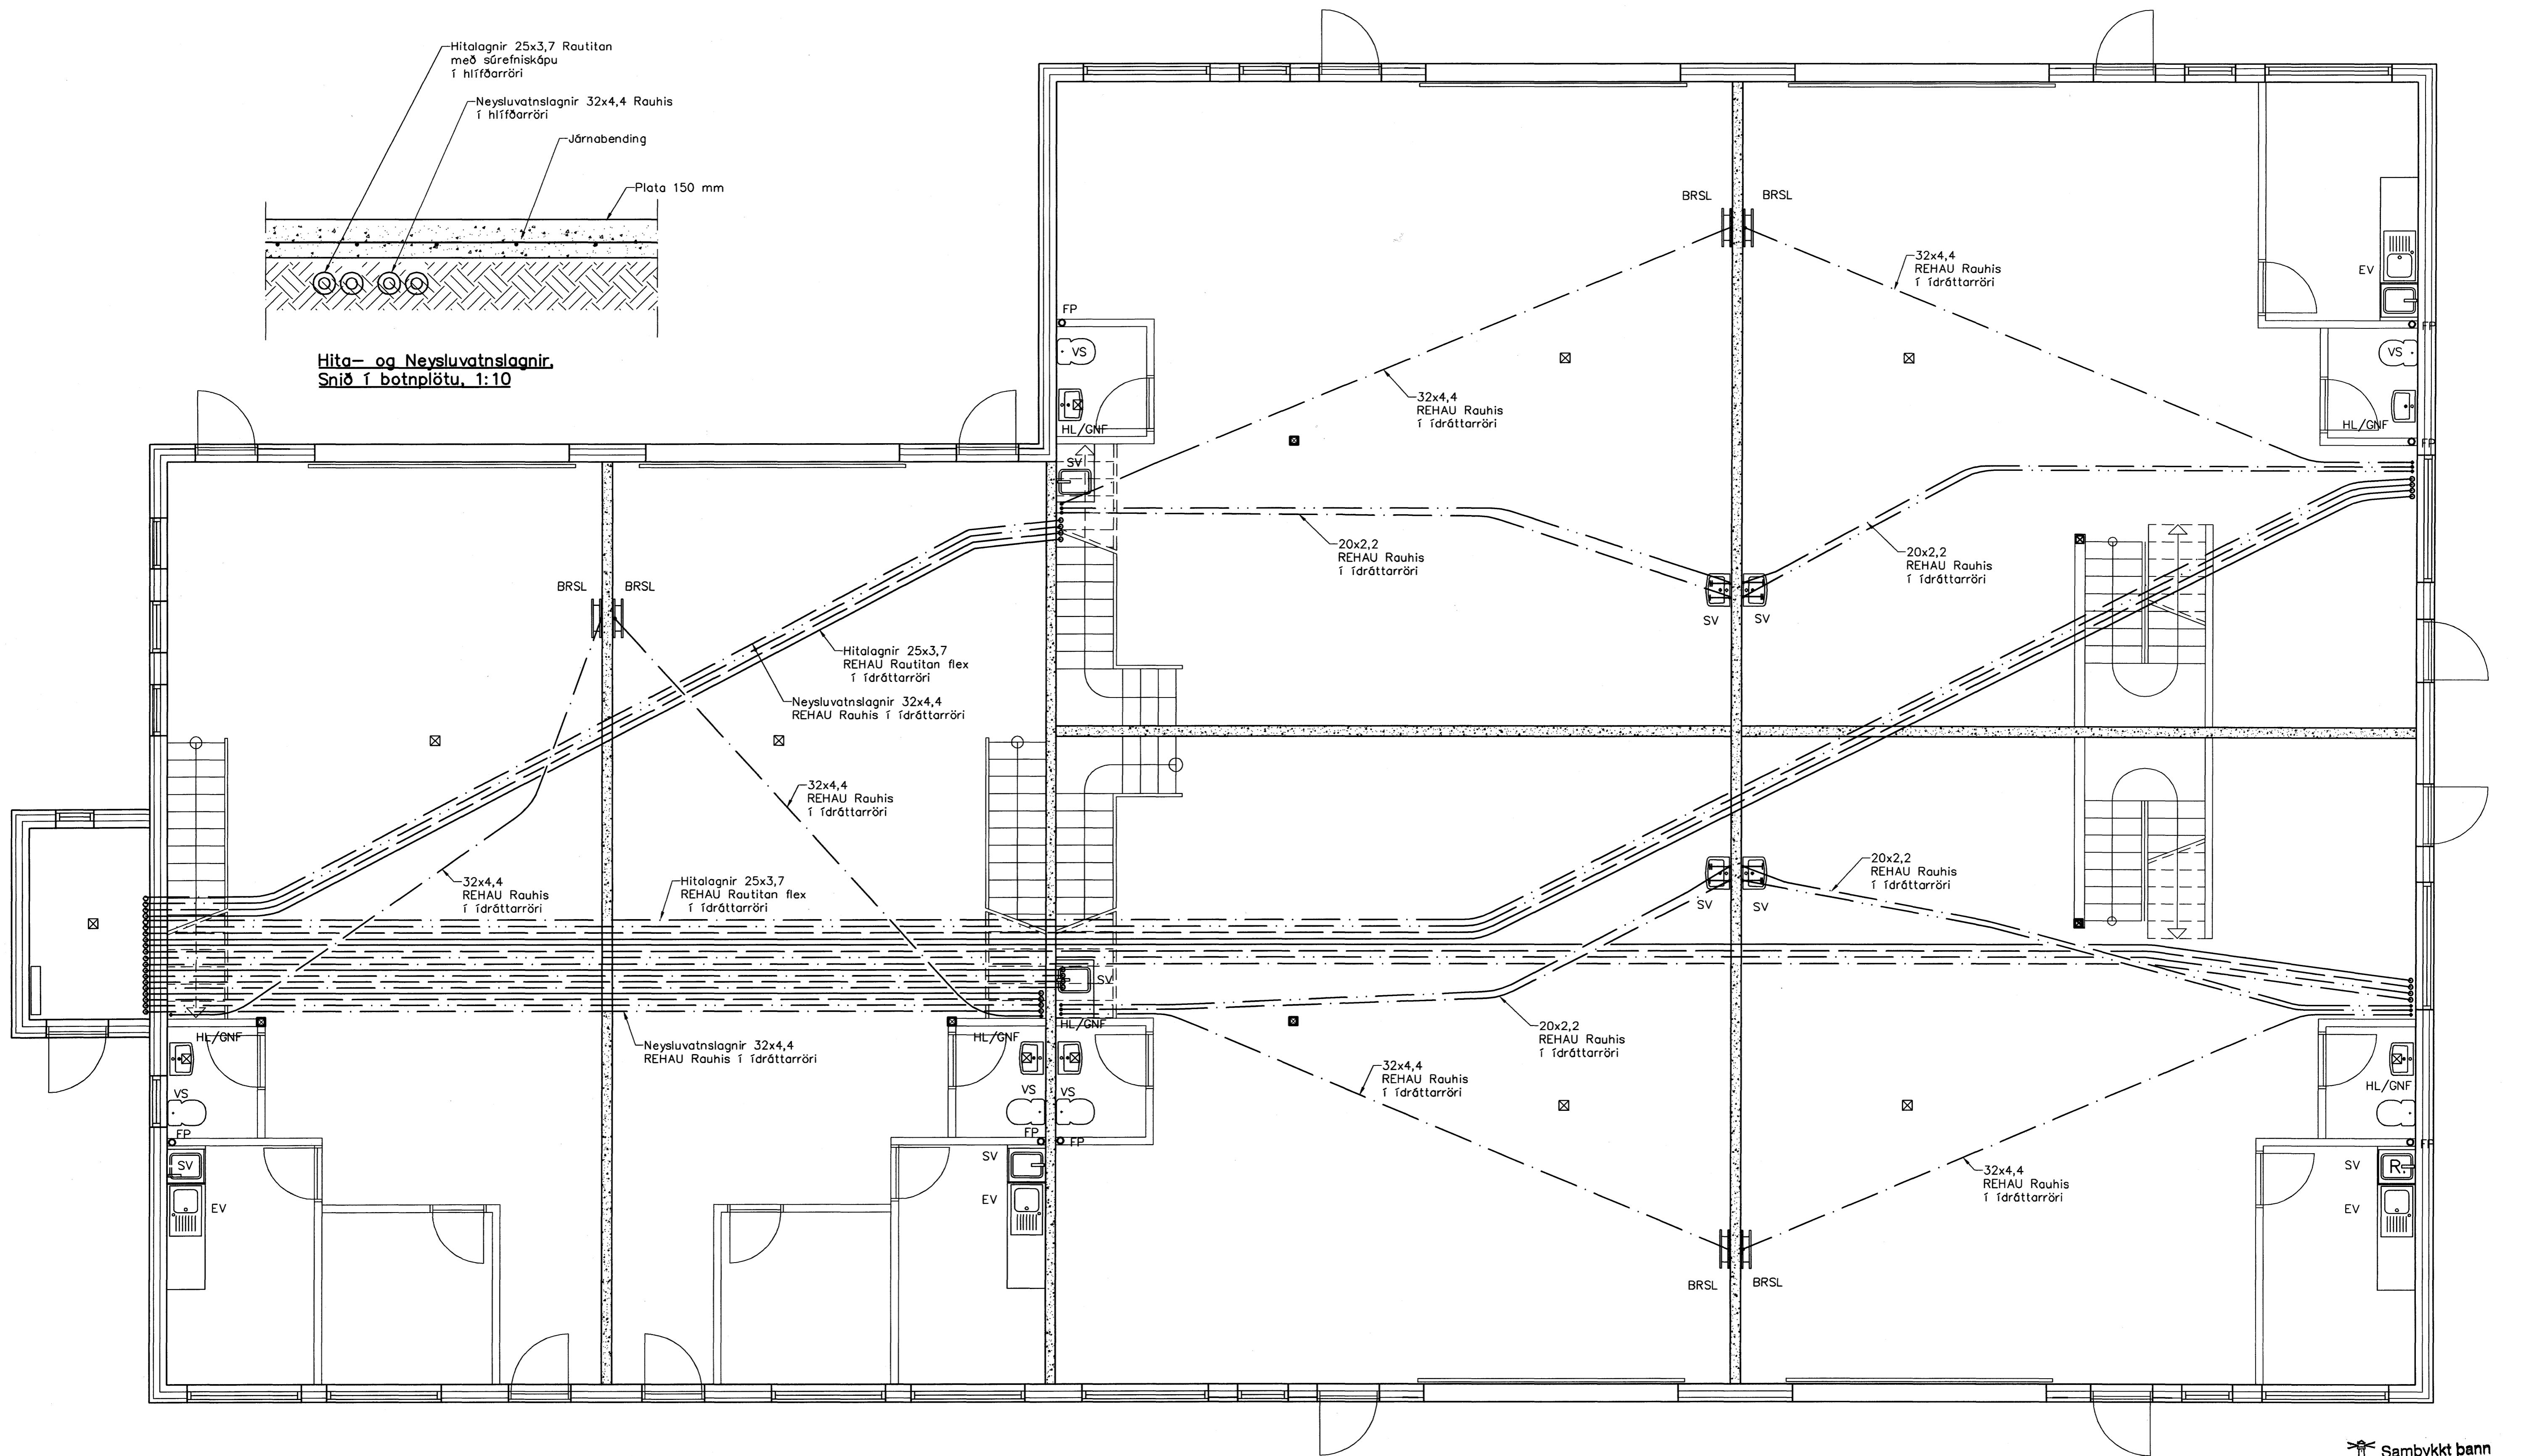 Hitalagnir 25x3,7 Rautitan
með súrefniskápu
í hlífðarröri
Neysluvatnslagnir 32x4,4 Rauhis
í hlífðarröri
Járnabending
Plata 150 mm
Hita- og Neysluvatnslagnir,
Snið í botnplötu, 1:10
BRSL
BRSL
32x4,4
REHAU Rauhis
í ídráttarröri
EV
FP
FP
VS
VS
32x4,4
REHAU Rauhis
í ídráttarröri
HL/GNF
HL/GNF
FP
SV
20x2,2
REHAU Rauhis
í ídráttarröri
20x2,2
REHAU Rauhis
í ídráttarröri
BRSL
BRSL
SV
SV
Hitalagnir 25x3,7
REHAU Rautitan flex
í ídráttarröri
Neysluvatnslagnir 32x4,4
REHAU Rauhis í ídráttarröri
32x4,4
REHAU Rauhis
í ídráttarröri
32x4,4
REHAU Rauhis
í ídráttarröri
Hitalagnir 25x3,7
REHAU Rautitan flex
í ídráttarröri
20x2,2
REHAU Rauhis
í ídráttarröri
SV
SV
SV
HL/GNF
HL/GNF
HL/GNF
Neysluvatnslagnir 32x4,4
REHAU Rauhis í ídráttarröri
20x2,2
REHAU Rauhis
í ídráttarröri
32x4,4
REHAU Rauhis
í ídráttarröri
HL/GNF
VS
VS
VS
FP
FP
FP
FP
SV
SV
SV
R.
EV
EV
EV
32x4,4
REHAU Rauhis
í ídráttarröri
BRSL
BRSL
Samþykkt þann